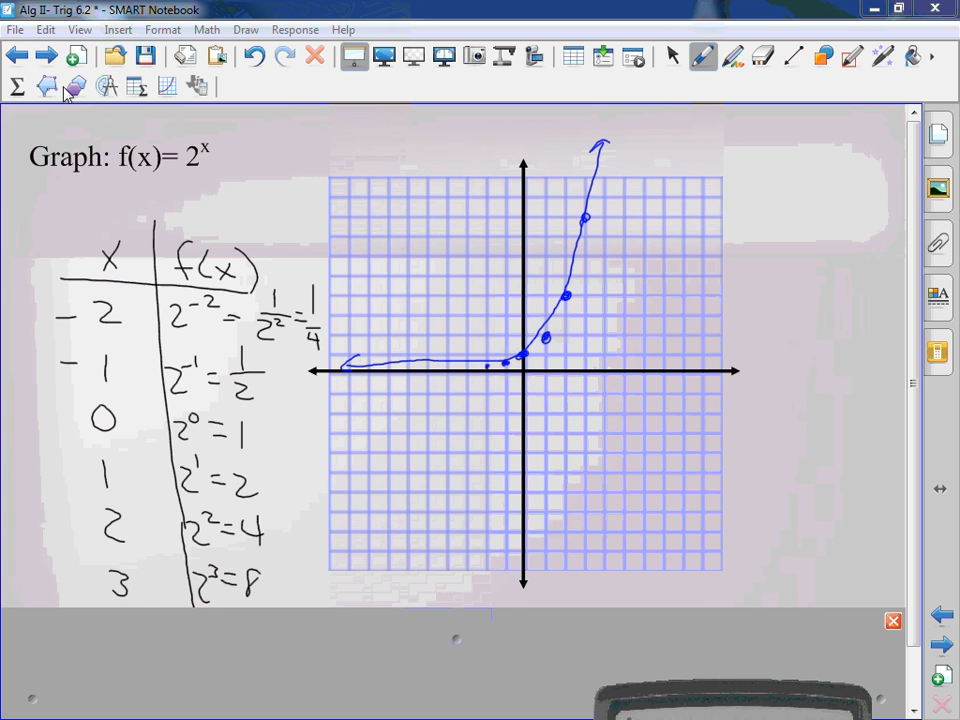 Alg II- Trig 6.2 * - SMART Notebook
File Edit View Insert Format Math Draw Response Help
Graph: f(x)= 2^x
x f(x)
-2 2^-2 = 1/2^2 = 1/4
-1 2^-1 = 1/2
0 2^0 = 1
1 2^1 = 2
2 2^2 = 4
3 2^3 = 8